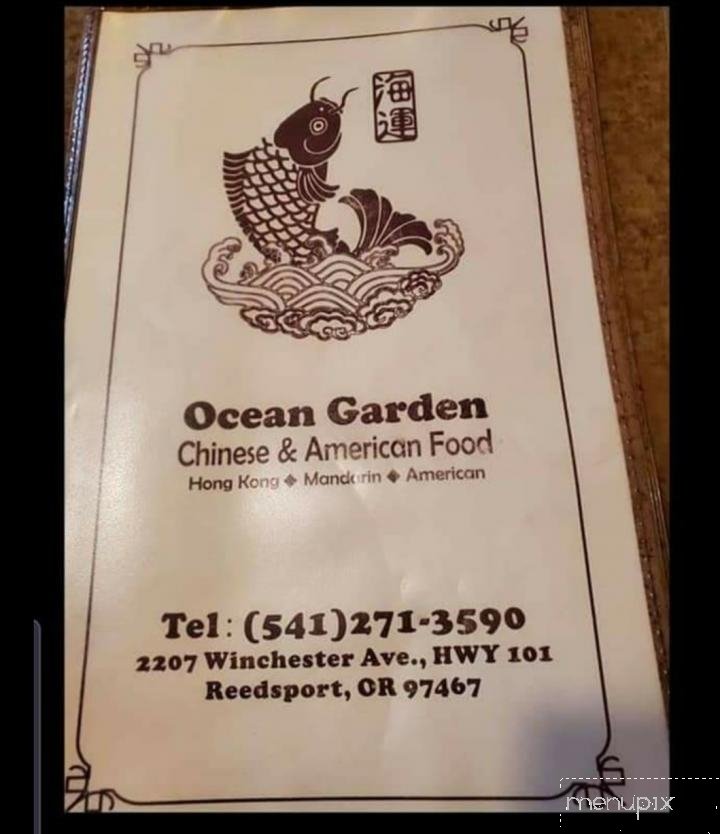 海運
Ocean Garden
Chinese & American Food
Hong Kong ◆ Mandarin ◆ American
Tel: (541)271-3590
2207 Winchester Ave., HWY 101
Reedsport, OR 97467
menupix